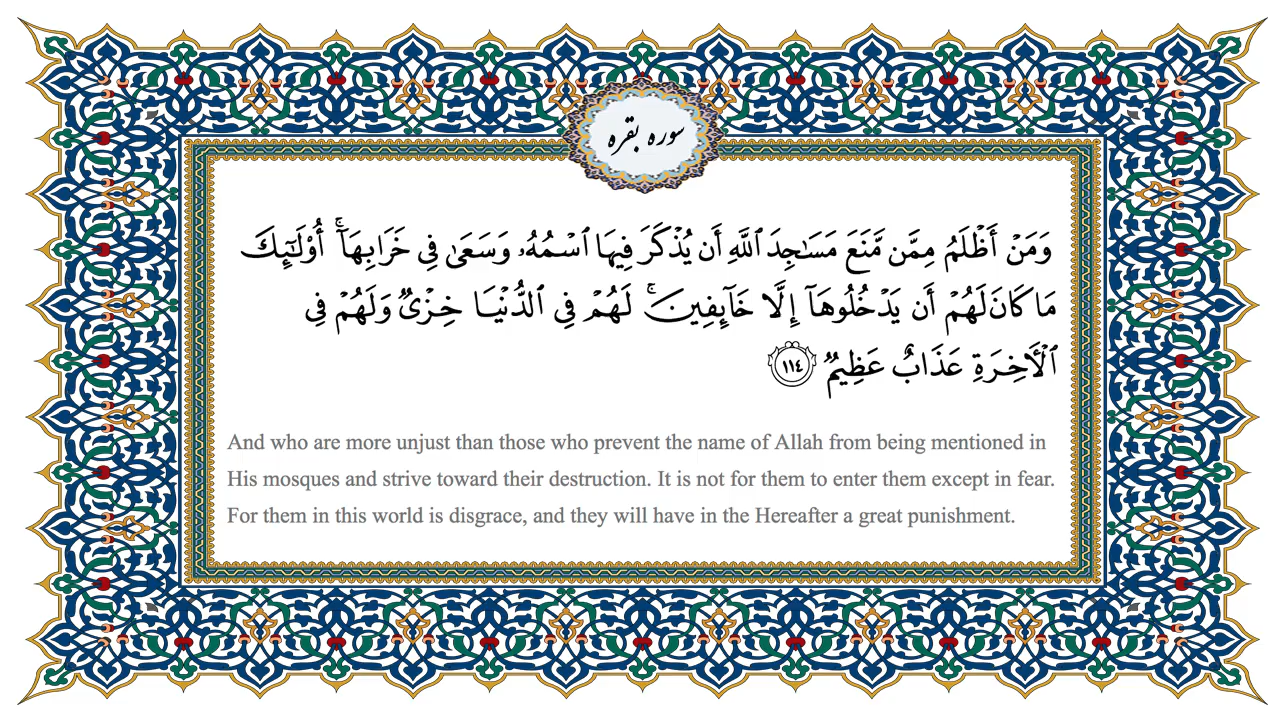 سوره بقره
وَمَنْ أَظْلَمُ مِمَّن مَّنَعَ مَسَـٰجِدَ ٱللَّهِ أَن يُذْكَرَ فِيهَا ٱسْمُهُۥ وَسَعَىٰ فِى خَرَابِهَآ ۚ أُو۟لَـٰٓئِكَ
مَا كَانَ لَهُمْ أَن يَدْخُلُوهَآ إِلَّا خَآئِفِينَ ۚ لَهُمْ فِى ٱلدُّنْيَا خِزْىٌ وَلَهُمْ فِى
ٱلْـَٔاخِرَةِ عَذَابٌ عَظِيمٌ ١١٤
And who are more unjust than those who prevent the name of Allah from being mentioned in
His mosques and strive toward their destruction. It is not for them to enter them except in fear.
For them in this world is disgrace, and they will have in the Hereafter a great punishment.